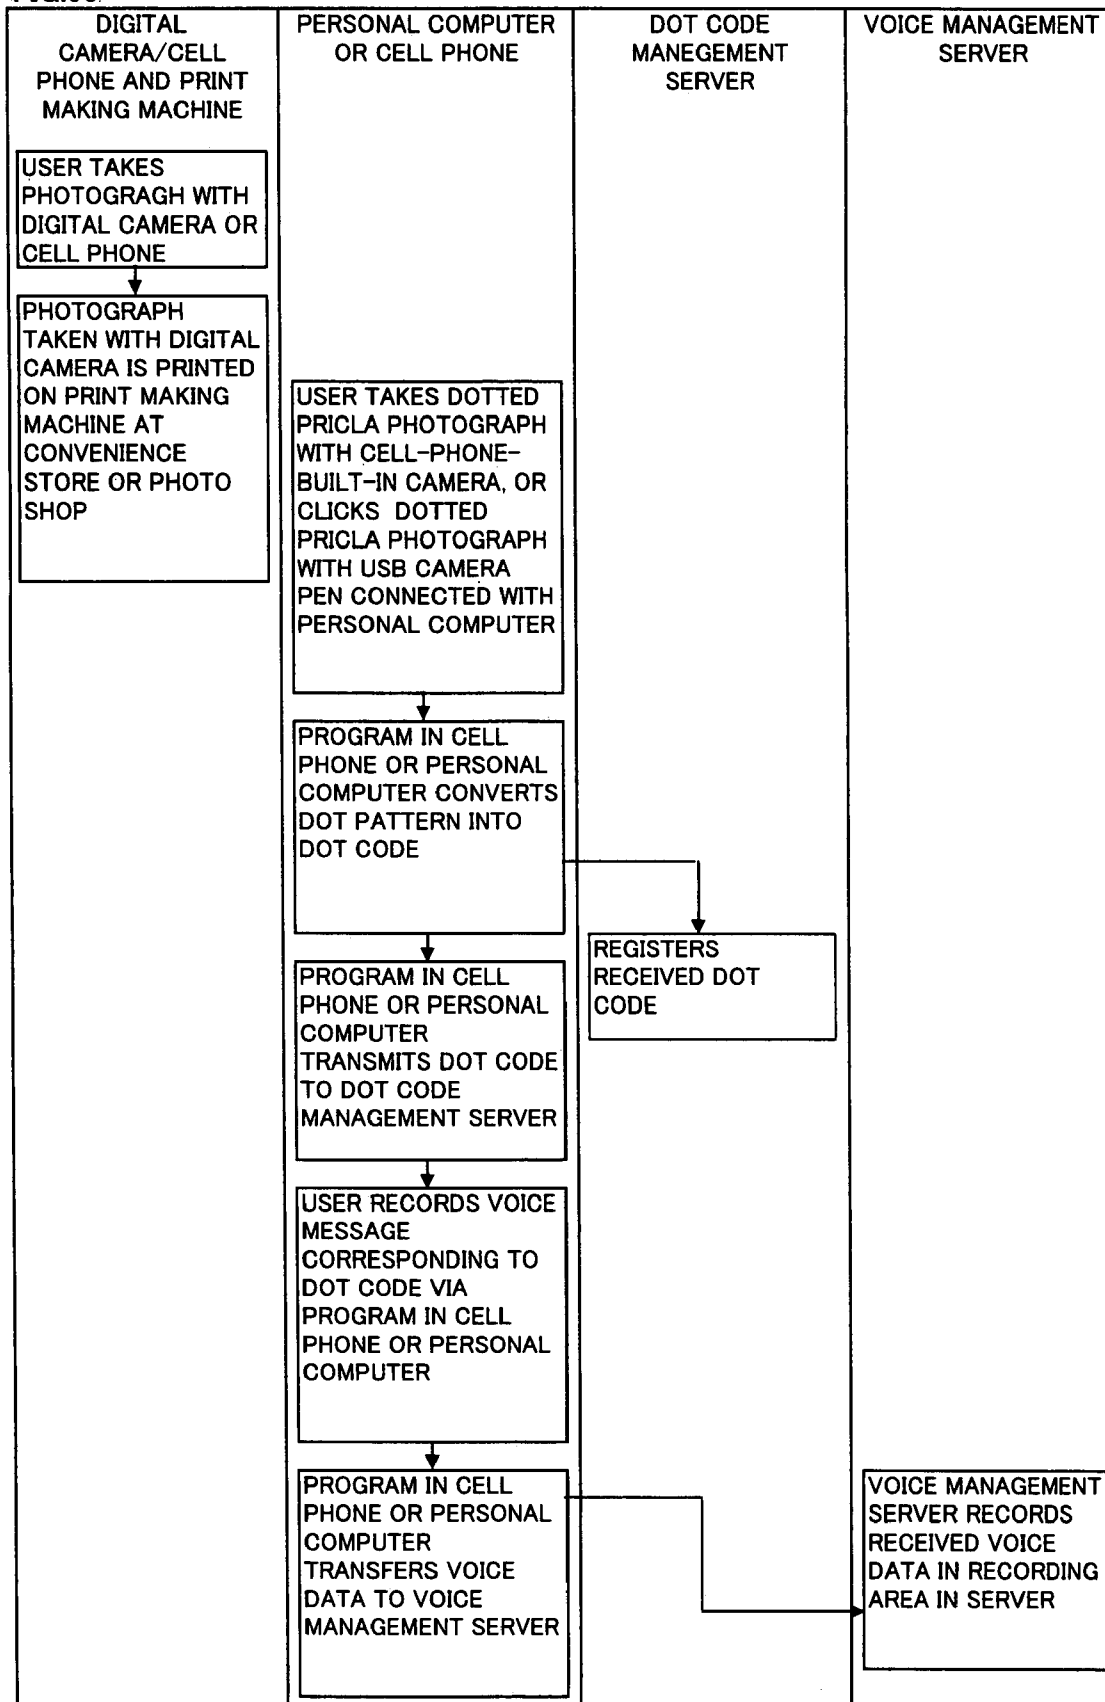 DIGITAL
CAMERA/CELL
PHONE AND PRINT
MAKING MACHINE
PERSONAL COMPUTER
OR CELL PHONE
DOT CODE
MANEGEMENT
SERVER
VOICE MANAGEMENT
SERVER
USER TAKES
PHOTOGRAGH WITH
DIGITAL CAMERA OR
CELL PHONE
PHOTOGRAPH
TAKEN WITH DIGITAL
CAMERA IS PRINTED
ON PRINT MAKING
MACHINE AT
CONVENIENCE
STORE OR PHOTO
SHOP
USER TAKES DOTTED
PRICLA PHOTOGRAPH
WITH CELL-PHONE-
BUILT-IN CAMERA, OR
CLICKS DOTTED
PRICLA PHOTOGRAPH
WITH USB CAMERA
PEN CONNECTED WITH
PERSONAL COMPUTER
PROGRAM IN CELL
PHONE OR PERSONAL
COMPUTER CONVERTS
DOT PATTERN INTO
DOT CODE
REGISTERS
RECEIVED DOT
CODE
PROGRAM IN CELL
PHONE OR PERSONAL
COMPUTER
TRANSMITS DOT CODE
TO DOT CODE
MANAGEMENT SERVER
USER RECORDS VOICE
MESSAGE
CORRESPONDING TO
DOT CODE VIA
PROGRAM IN CELL
PHONE OR PERSONAL
COMPUTER
PROGRAM IN CELL
PHONE OR PERSONAL
COMPUTER
TRANSFERS VOICE
DATA TO VOICE
MANAGEMENT SERVER
VOICE MANAGEMENT
SERVER RECORDS
RECEIVED VOICE
DATA IN RECORDING
AREA IN SERVER